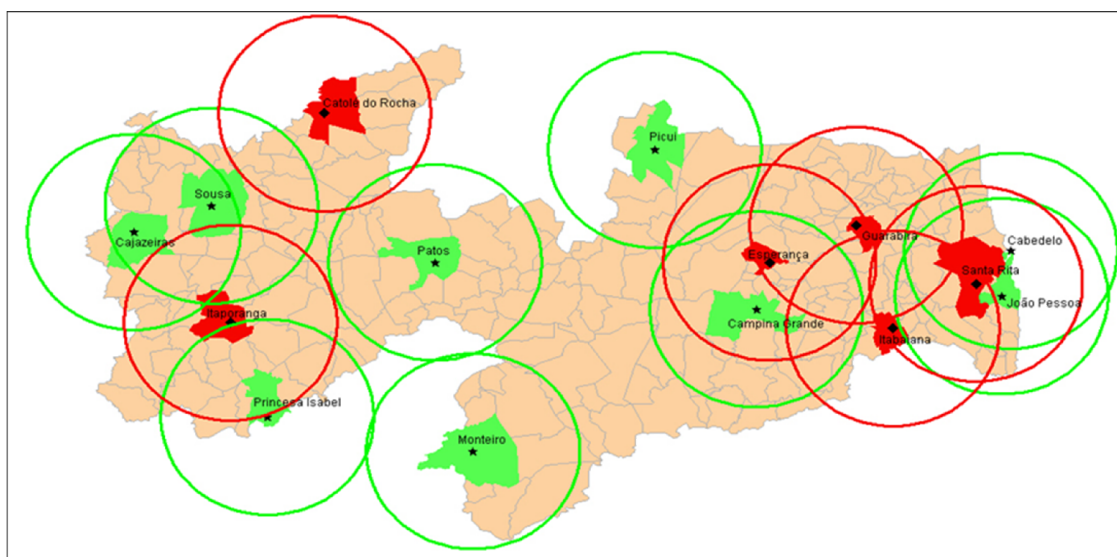 Catolé do Rocha
Picuí
Sousa
Cajazeiras
Patos
Guarabira
Cabedelo
Esperança
Santa Rita
João Pessoa
Itaporanga
Campina Grande
Itabaiana
Princesa Isabel
Monteiro